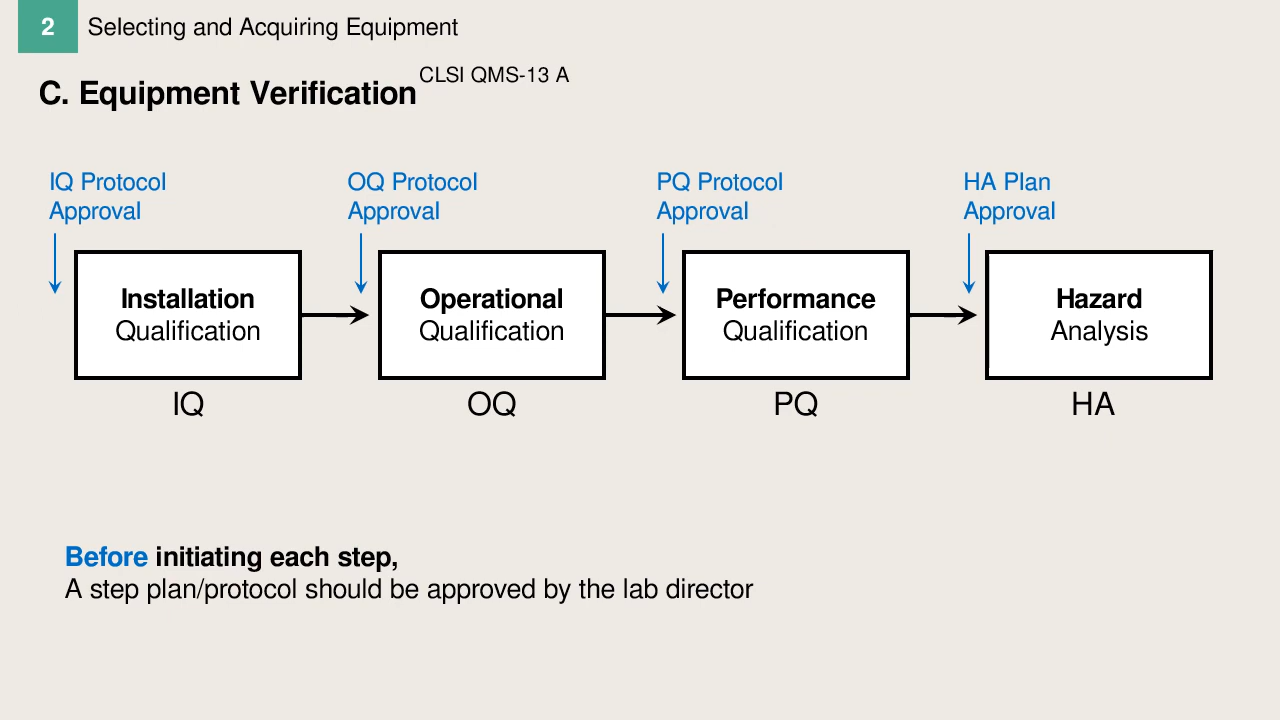 2 Selecting and Acquiring Equipment
C. Equipment Verification CLSI QMS-13 A
IQ Protocol
Approval
OQ Protocol
Approval
PQ Protocol
Approval
HA Plan
Approval
Installation
Qualification
Operational
Qualification
Performance
Qualification
Hazard
Analysis
IQ
OQ
PQ
HA
Before initiating each step,
A step plan/protocol should be approved by the lab director